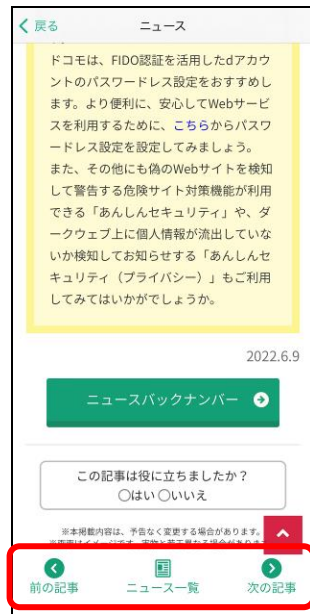 戻る
ニュース
ドコモは、FIDO認証を活用したdアカウ
ントのパスワードレス設定をおすすめし
ます。より便利に、安心してWebサービ
スを利用するために、こちらからパスワ
ードレス設定を設定してみましょう。
また、その他にも偽のWebサイトを検知
して警告する危険サイト対策機能が利用
できる「あんしんセキュリティ」や、ダ
ークウェブ上に個人情報が流出していな
いか検知してお知らせする「あんしんセ
キュリティ（プライバシー）」もご利用
してみてはいかがでしょうか。
2022.6.9
ニュースバックナンバー
この記事は役に立ちましたか？
○はい ○いいえ
※本掲載内容は、予告なく変更する場合があります。
前の記事
ニュース一覧
次の記事